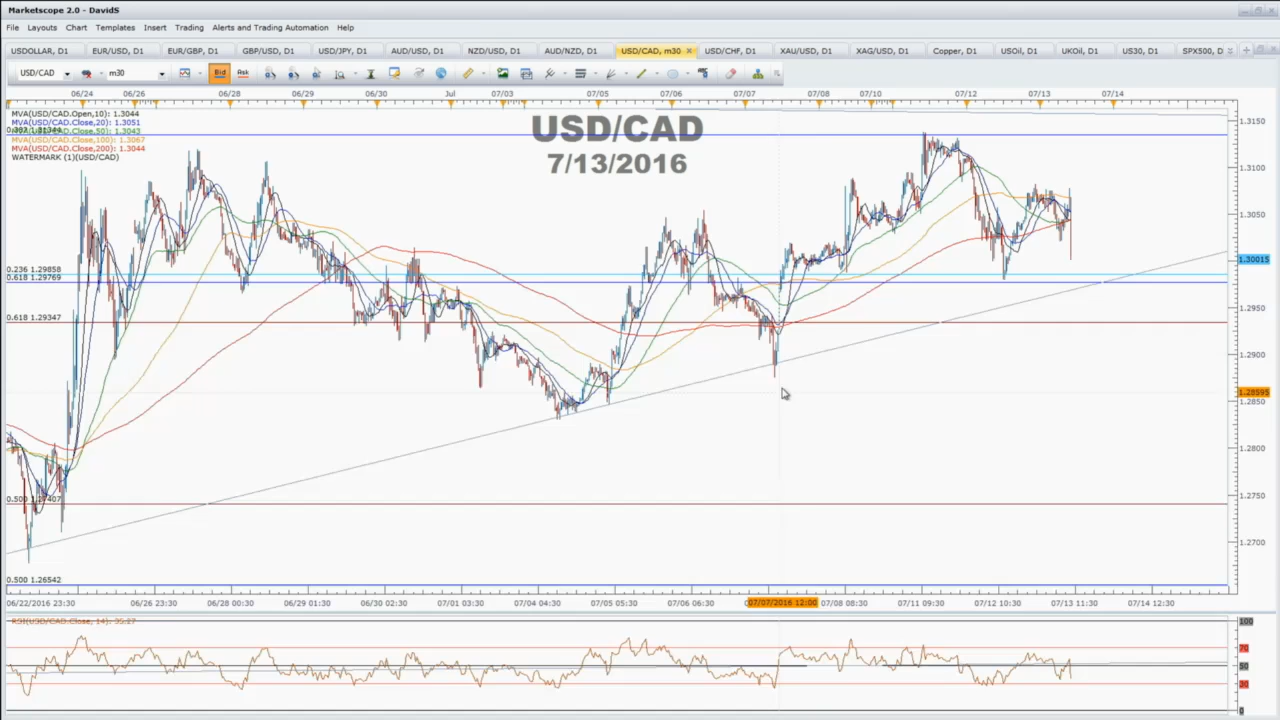 Marketscope 2.0 - DavidS
File Layouts Chart Templates Insert Trading Alerts and Trading Automation Help
USDOLLAR, D1 EUR/USD, D1 EUR/GBP, D1 GBP/USD, D1 USD/JPY, D1 AUD/USD, D1 NZD/USD, D1 AUD/NZD, D1 USD/CAD, m30 USD/CHF, D1 XAU/USD, D1 XAG/USD, D1 Copper, D1 USOil, D1 UKOil, D1 US30, D1 SPX500, D
USD/CAD m30 Bid Ask
06/24 06/26 06/28 06/29 06/30 Jul 07/03 07/05 07/07 07/08 07/10 07/12 07/13 07/14
MVA(USD/CAD.Open,10): 1.3044
MVA(USD/CAD.Close,20): 1.3051
MVA(USD/CAD.Close,50): 1.3043
MVA(USD/CAD.Close,100): 1.3067
MVA(USD/CAD.Close,200): 1.3044
WATERMARK (1)(USD/CAD)
USD/CAD
7/13/2016
0.236 1.29858
0.618 1.29769
0.618 1.29347
0.500 1.27407
0.500 1.26542
1.3150
1.3100
1.3050
1.30015
1.2950
1.2900
1.28595
1.2850
1.2750
1.2700
06/22/2016 23:30 06/26 23:30 06/28 00:30 06/29 01:30 06/30 02:30 07/01 03:30 07/04 04:30 07/05 05:30 07/06 06:30 07/07/2016 12:00 07/08 08:30 07/11 09:30 07/12 10:30 07/13 11:30 07/14 12:30
RSI(USD/CAD.Close, 14): 35.27
100
70
50
30
0